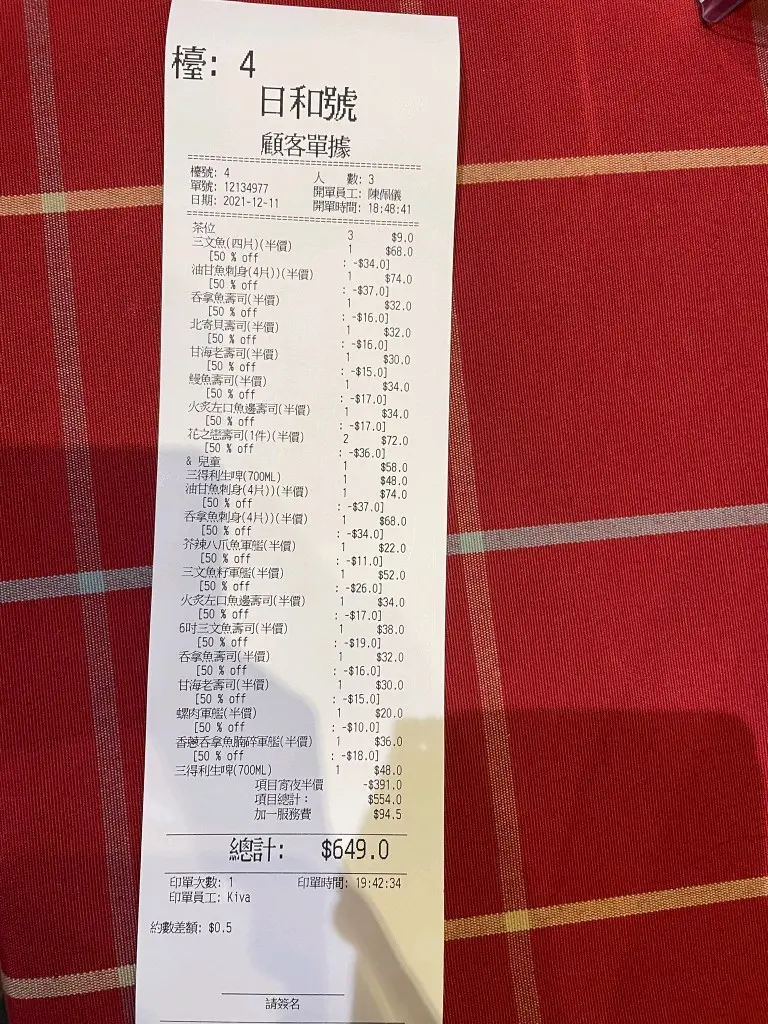 檯: 4
日和號
顧客單據
檯號: 4 人 數: 3
單號: 12134977 開單員工: 陳佩儀
日期: 2021-12-11 開單時間: 18:48:41
茶位 3 $9.0
三文魚(四片)(半價) 1 $68.0
[50 % off : -$34.0]
油甘魚刺身(4片))(半價) 1 $74.0
[50 % off : -$37.0]
吞拿魚壽司(半價) 1 $32.0
[50 % off : -$16.0]
北寄貝壽司(半價) 1 $32.0
[50 % off : -$16.0]
甘海老壽司(半價) 1 $30.0
[50 % off : -$15.0]
鰻魚壽司(半價) 1 $34.0
[50 % off : -$17.0]
火炙左口魚邊壽司(半價) 1 $34.0
[50 % off : -$17.0]
花之戀壽司(1件)(半價) 2 $72.0
[50 % off : -$36.0]
& 兒童 1 $58.0
三得利生啤(700ML) 1 $48.0
油甘魚刺身(4片))(半價) 1 $74.0
[50 % off : -$37.0]
吞拿魚刺身(4片))(半價) 1 $68.0
[50 % off : -$34.0]
芥辣八爪魚軍艦(半價) 1 $22.0
[50 % off : -$11.0]
三文魚籽軍艦(半價) 1 $52.0
[50 % off : -$26.0]
火炙左口魚邊壽司(半價) 1 $34.0
[50 % off : -$17.0]
6吋三文魚壽司(半價) 1 $38.0
[50 % off : -$19.0]
吞拿魚壽司(半價) 1 $32.0
[50 % off : -$16.0]
甘海老壽司(半價) 1 $30.0
[50 % off : -$15.0]
螺肉軍艦(半價) 1 $20.0
[50 % off : -$10.0]
香蔥吞拿魚腩碎軍艦(半價) 1 $36.0
[50 % off : -$18.0]
三得利生啤(700ML) 1 $48.0
項目宵夜半價 -$391.0
項目總計: $554.0
加一服務費 $94.5
總計: $649.0
印單次數: 1 印單時間: 19:42:34
印單員工: Kiva
約數差額: $0.5
請簽名